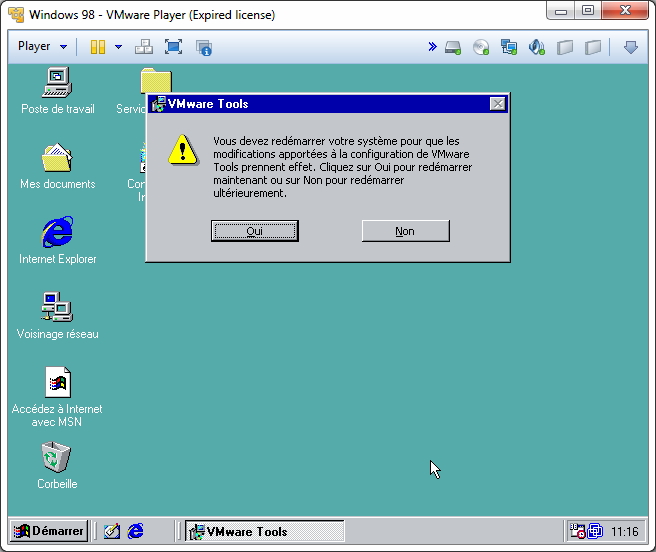 Windows 98 - VMware Player (Expired license)
Player
Poste de travail
Servic
VMware Tools
Vous devez redémarrer votre système pour que les
modifications apportées à la configuration de VMware
Tools prennent effet. Cliquez sur Oui pour redémarrer
maintenant ou sur Non pour redémarrer
ultérieurement.
Oui
Non
Mes documents
Internet Explorer
Voisinage réseau
Accédez à Internet
avec MSN
Corbeille
Démarrer
VMware Tools
11:16